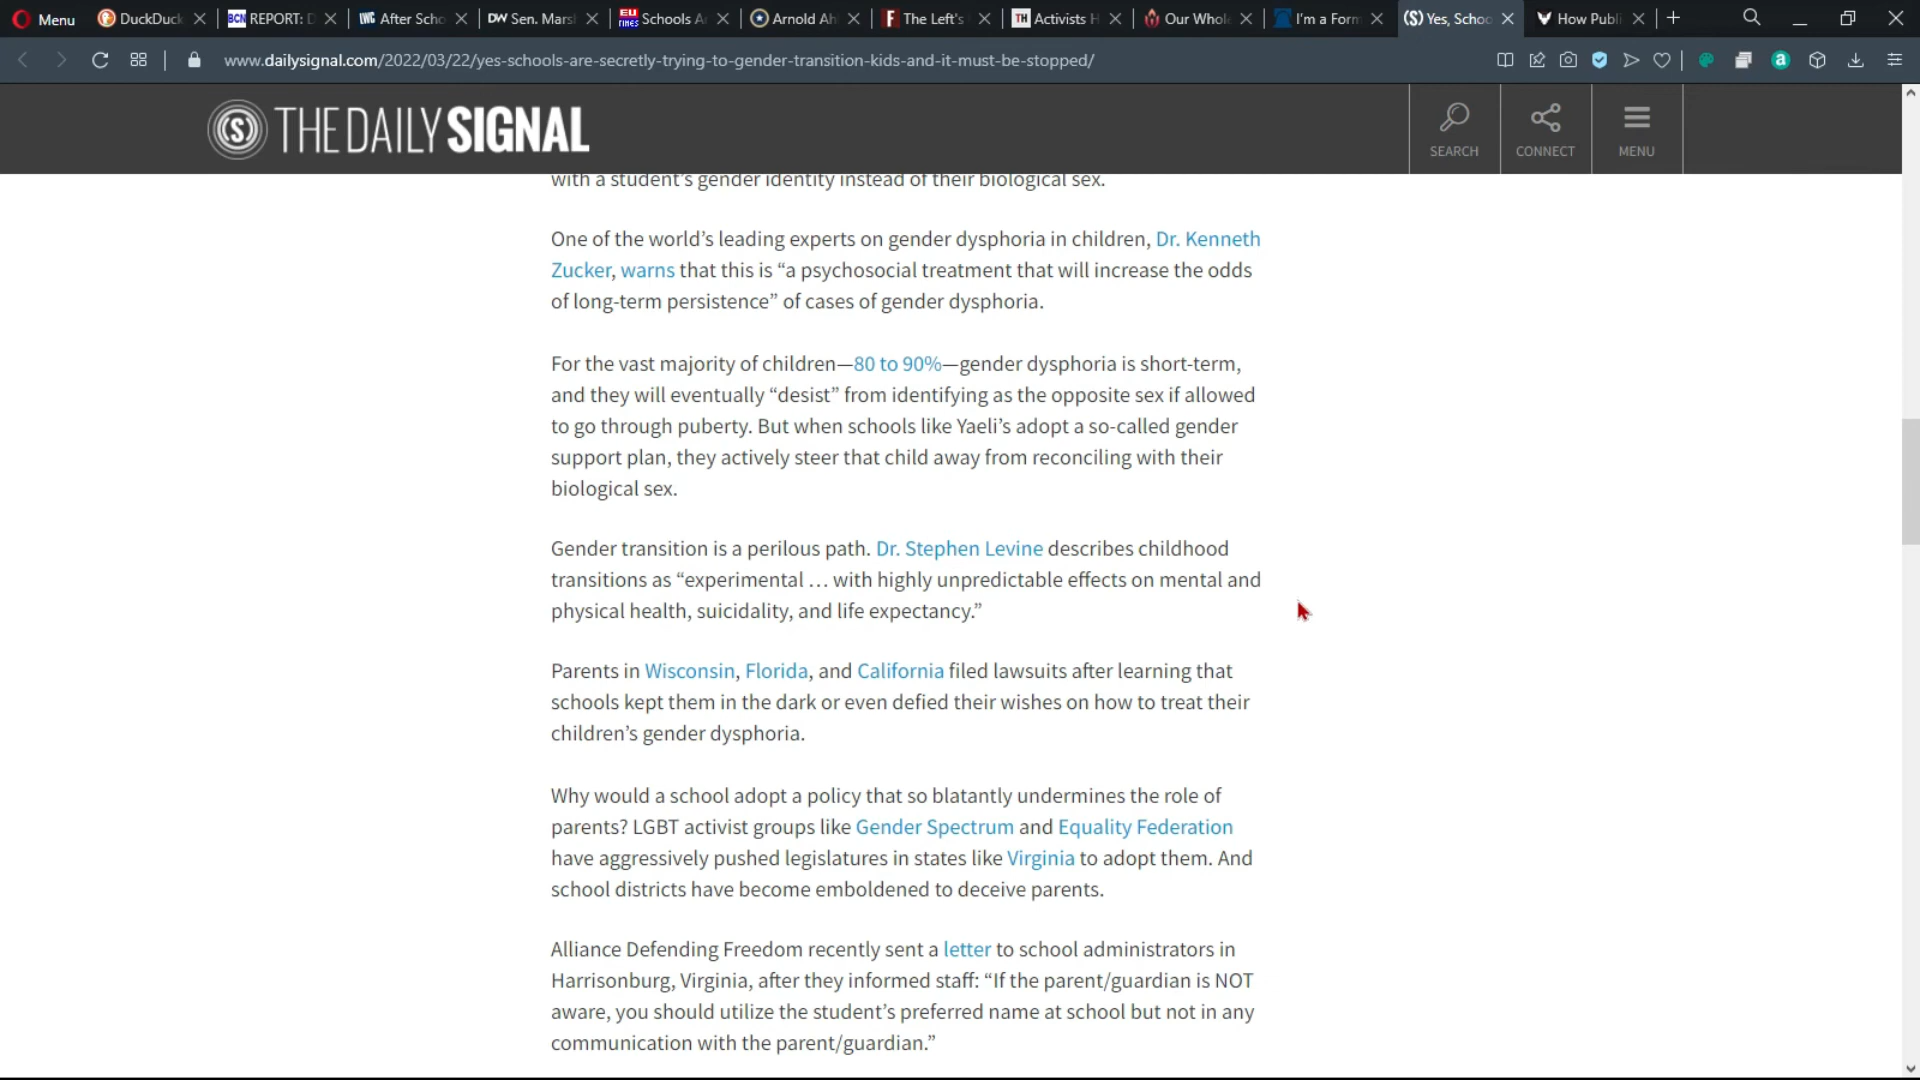 Menu
DuckDuck
BCN REPORT: D
IWC After Scho
DW Sen. Marsh
EU TIMES Schools A
Arnold Ah
F The Left's
TH Activists H
Our Whol
I'm a Form
(S) Yes, Schoo
How Publi
www.dailysignal.com/2022/03/22/yes-schools-are-secretly-trying-to-gender-transition-kids-and-it-must-be-stopped/
(S) THE DAILY SIGNAL
SEARCH
CONNECT
MENU
with a student's gender identity instead of their biological sex.
One of the world's leading experts on gender dysphoria in children, Dr. Kenneth
Zucker, warns that this is “a psychosocial treatment that will increase the odds
of long-term persistence” of cases of gender dysphoria.
For the vast majority of children—80 to 90%—gender dysphoria is short-term,
and they will eventually “desist” from identifying as the opposite sex if allowed
to go through puberty. But when schools like Yaeli’s adopt a so-called gender
support plan, they actively steer that child away from reconciling with their
biological sex.
Gender transition is a perilous path. Dr. Stephen Levine describes childhood
transitions as “experimental … with highly unpredictable effects on mental and
physical health, suicidality, and life expectancy.”
Parents in Wisconsin, Florida, and California filed lawsuits after learning that
schools kept them in the dark or even defied their wishes on how to treat their
children’s gender dysphoria.
Why would a school adopt a policy that so blatantly undermines the role of
parents? LGBT activist groups like Gender Spectrum and Equality Federation
have aggressively pushed legislatures in states like Virginia to adopt them. And
school districts have become emboldened to deceive parents.
Alliance Defending Freedom recently sent a letter to school administrators in
Harrisonburg, Virginia, after they informed staff: “If the parent/guardian is NOT
aware, you should utilize the student’s preferred name at school but not in any
communication with the parent/guardian.”